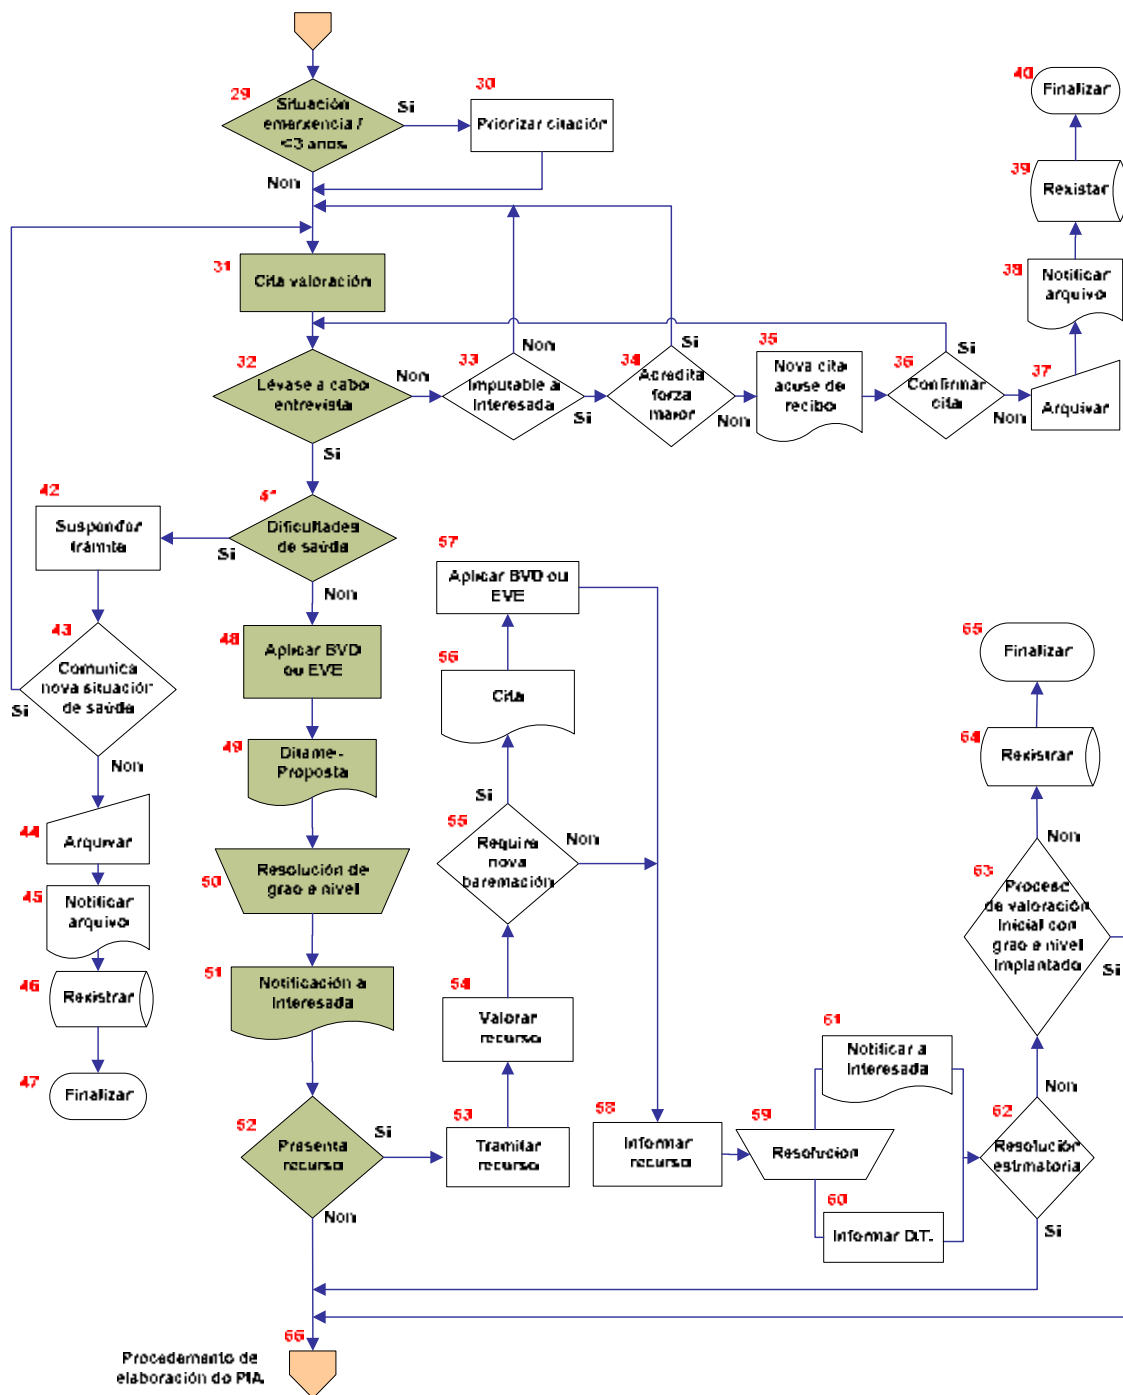 29
Situación
emerxencia /
<3 anos
Si
30
Priorizar citación
Non
40
Finalizar
39
Rexistar
38
Notificar
arquivo
31
Cita valoración
32
Lévase a cabo
entrevista
Non
33
Imputable a
Interesada
Non
Si
34
Acredita
forza
maior
Si
Non
35
Nova cita
acuse de
recibo
36
Confirmar
cita
Si
Non
37
Arquivar
Si
41
Dificultades
de saúde
Si
Non
42
Suspender
trámite
43
Comunica
nova situación
de saúde
Si
Non
44
Arquivar
45
Notificar
arquivo
46
Rexistrar
47
Finalizar
48
Aplicar BVD
ou EVE
49
Ditame-
Proposta
50
Resolución de
grao e nivel
51
Notificación a
Interesada
52
Presenta
recurso
Si
Non
53
Tramitar
recurso
54
Valorar
recurso
55
Require
nova
baremación
Si
Non
56
Cita
57
Aplicar BVD ou
EVE
58
Informar
recurso
59
Resolucion
60
Informar D.T.
61
Notificar a
Interesada
62
Resolución
estimatoria
Non
Si
63
Proceso
de valoración
Inicial con
grao e nivel
Implantado
Non
Si
64
Rexistrar
65
Finalizar
66
Procedemento de
elaboración do PIA